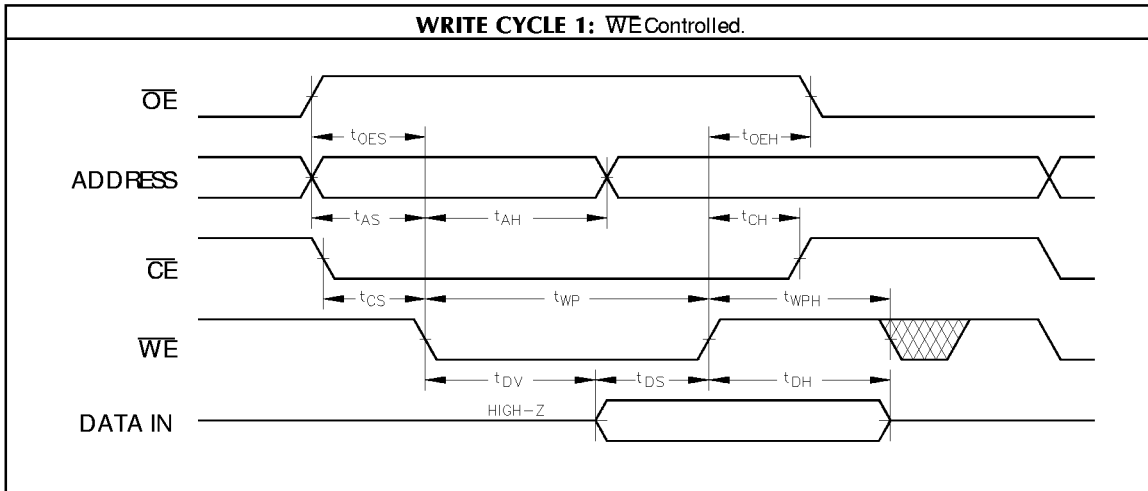 WRITE CYCLE 1: WE Controlled.
OE
tOES
tOEH
ADDRESS
tAS
tAH
tCH
CE
tCS
tWP
tWPH
WE
tDV
tDS
tDH
HIGH-Z
DATA IN